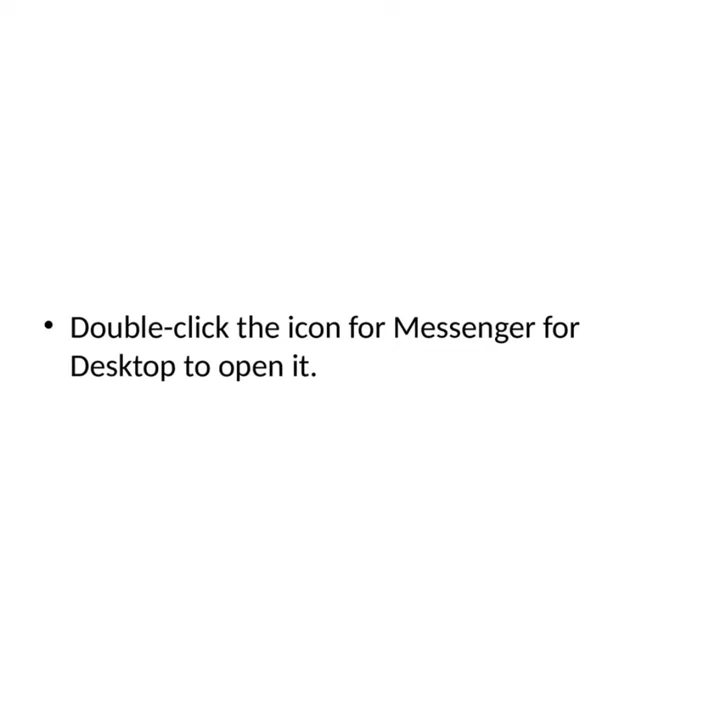 • Double-click the icon for Messenger for
Desktop to open it.